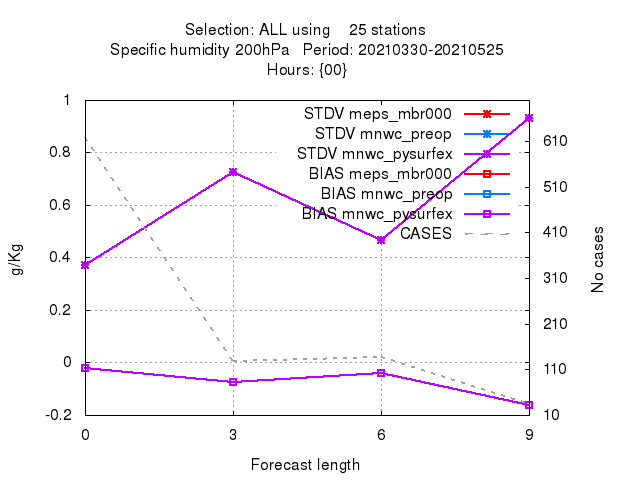 Selection: ALL using    25 stations
Specific humidity 200hPa   Period: 20210330-20210525
Hours: {00}
1
0.8
0.6
0.4
0.2
0
-0.2
g/Kg
STDV meps_mbr000
STDV mnwc_preop
STDV mnwc_pysurfex
BIAS meps_mbr000
BIAS mnwc_preop
BIAS mnwc_pysurfex
CASES
610
510
410
310
210
110
10
No cases
0 3 6 9
Forecast length